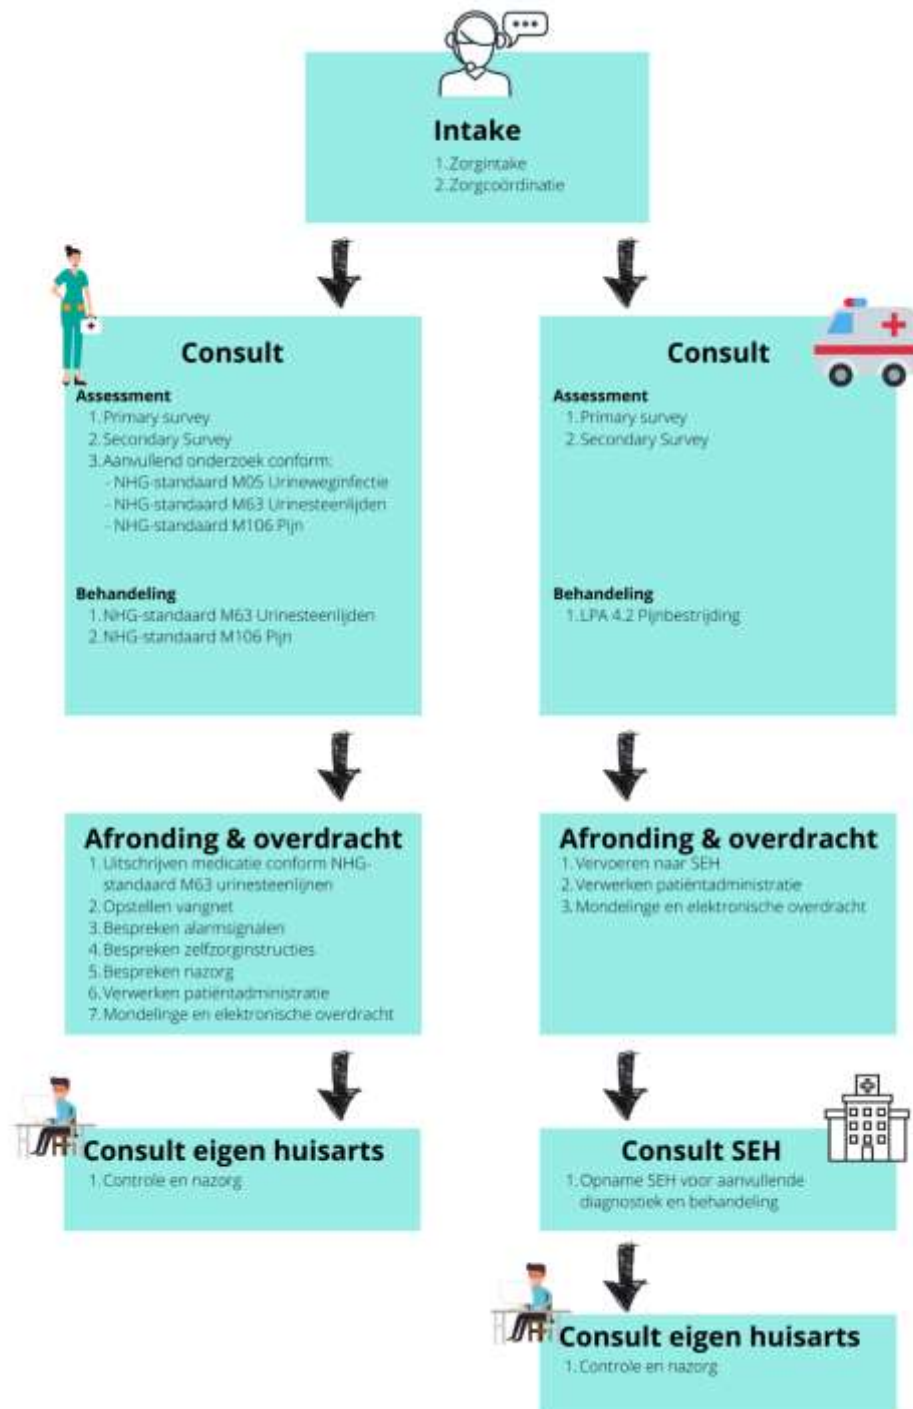 Intake
1. Zorgintake
2. Zorgcoördinatie
Consult
Assessment
1. Primary survey
2. Secondary Survey
3. Aanvullend onderzoek conform:
- NHG-standaard M05 Urineweginfectie
- NHG-standaard M63 Urinesteenlijden
- NHG-standaard M106 Pijn
Behandeling
1. NHG-standaard M63 Urinesteenlijden
2. NHG-standaard M106 Pijn
Consult
Assessment
1. Primary survey
2. Secondary Survey
Behandeling
1. LPA 4.2 Pijnbestrijding
Afronding & overdracht
1. Uitschrijven medicatie conform NHG-
standaard M63 urinesteenlijnen
2. Opstellen vangnet
3. Bespreken alarmsignalen
4. Bespreken zelfzorginstructies
5. Bespreken nazorg
6. Verwerken patiëntadministratie
7. Mondelinge en elektronische overdracht
Afronding & overdracht
1. Vervoeren naar SEH
2. Verwerken patiëntadministratie
3. Mondelinge en elektronische overdracht
Consult eigen huisarts
1. Controle en nazorg
Consult SEH
1. Opname SEH voor aanvullende
diagnostiek en behandeling
Consult eigen huisarts
1. Controle en nazorg